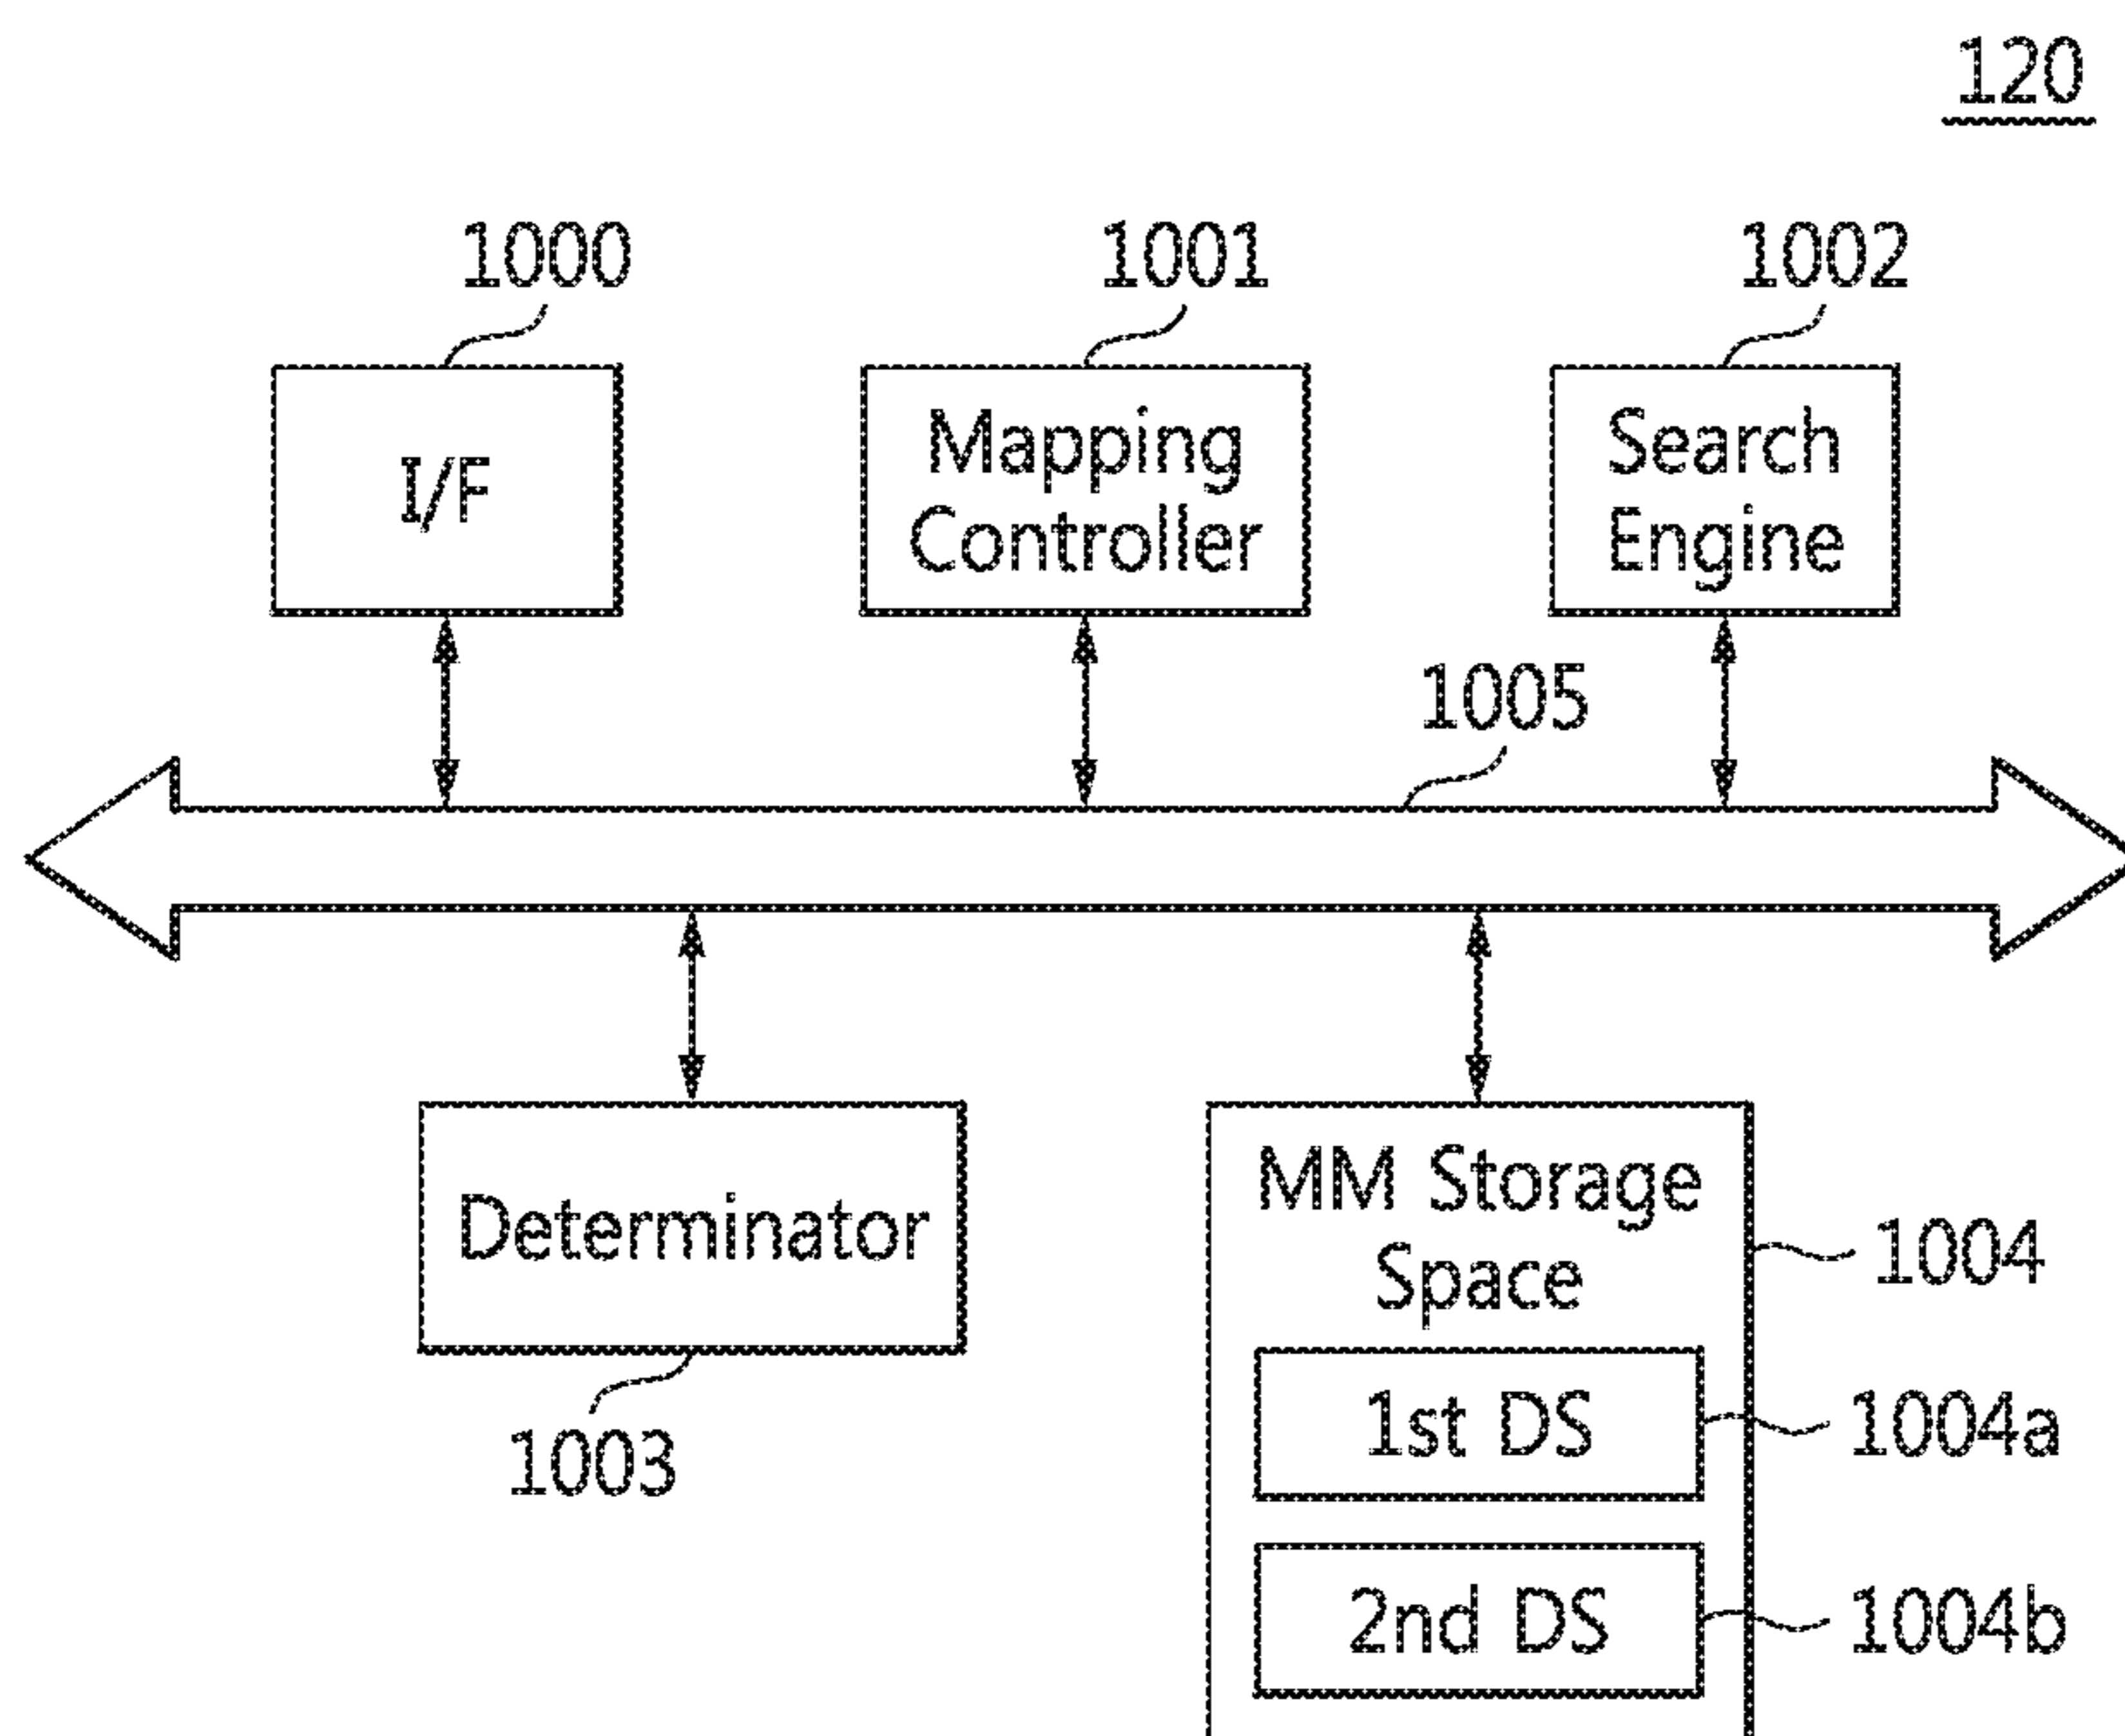 120
1000
1001
1002
I/F
Mapping
Controller
Search
Engine
1005
Determinator
1003
MM Storage
Space
1004
1st DS
1004a
2nd DS
1004b